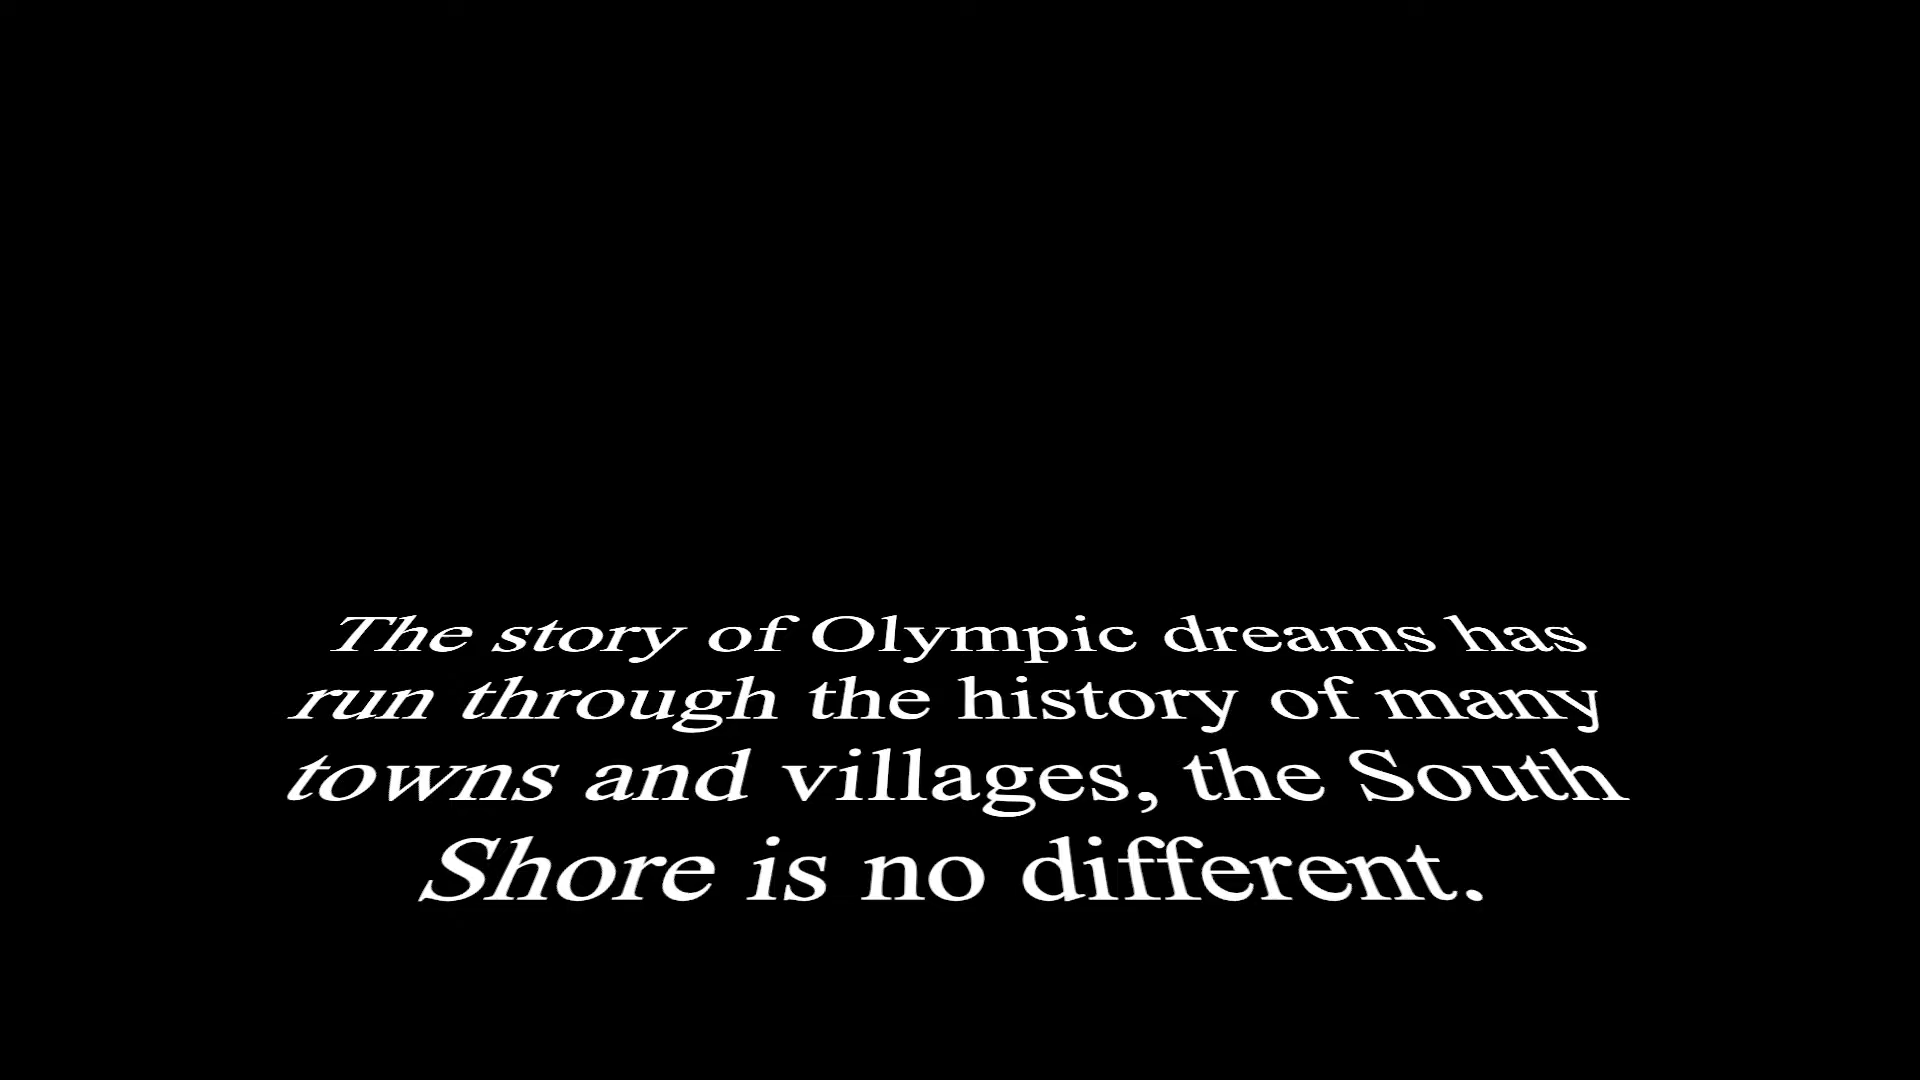 The story of Olympic dreams has
run through the history of many
towns and villages, the South
Shore is no different.